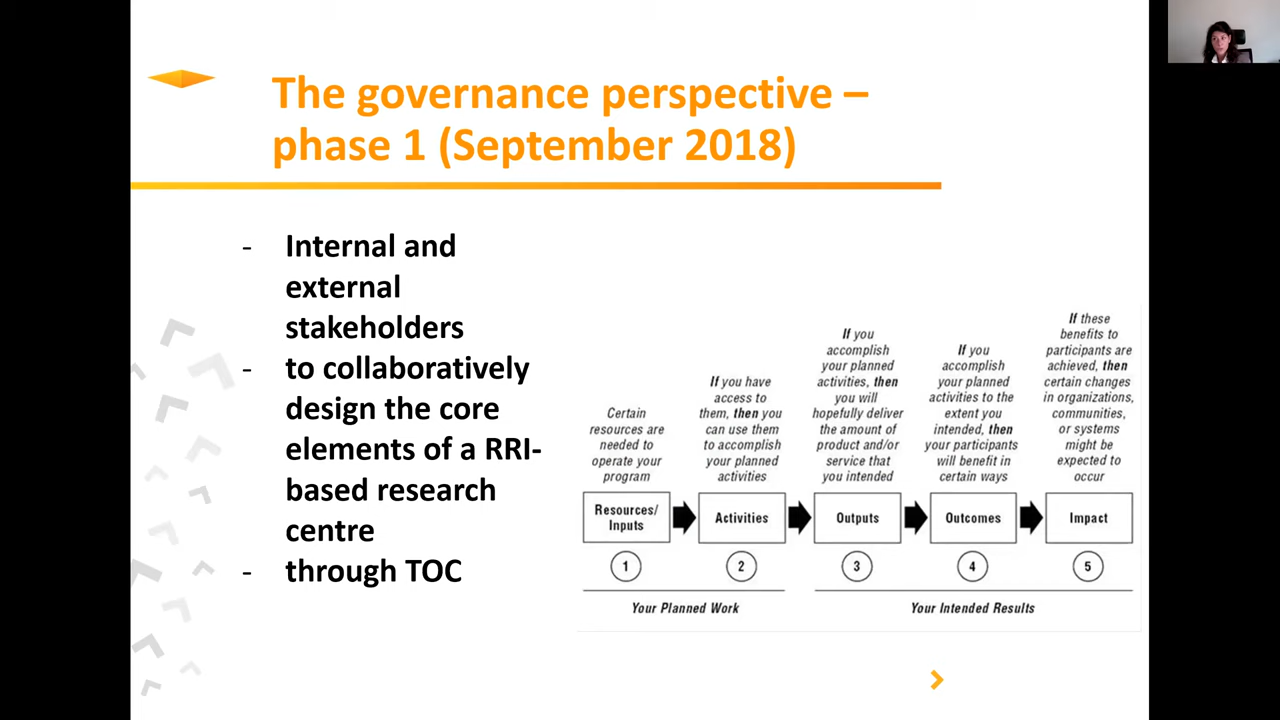 The governance perspective –
phase 1 (September 2018)
- Internal and
external
stakeholders
- to collaboratively
design the core
elements of a RRI-
based research
centre
- through TOC
Certain
resources are
needed to
operate your
program
If you have
access to
them, then you
can use them
to accomplish
your planned
activities
If you
accomplish
your planned
activities, then
you will
hopefully deliver
the amount of
product and/or
service that
you intended
If you
accomplish
your planned
activities to the
extent you
intended, then
your participants
will benefit in
certain ways
If these
benefits to
participants are
achieved, then
certain changes
in organizations,
communities,
or systems
might be
expected to
occur
Resources/
Inputs
Activities
Outputs
Outcomes
Impact
1
2
3
4
5
Your Planned Work
Your Intended Results